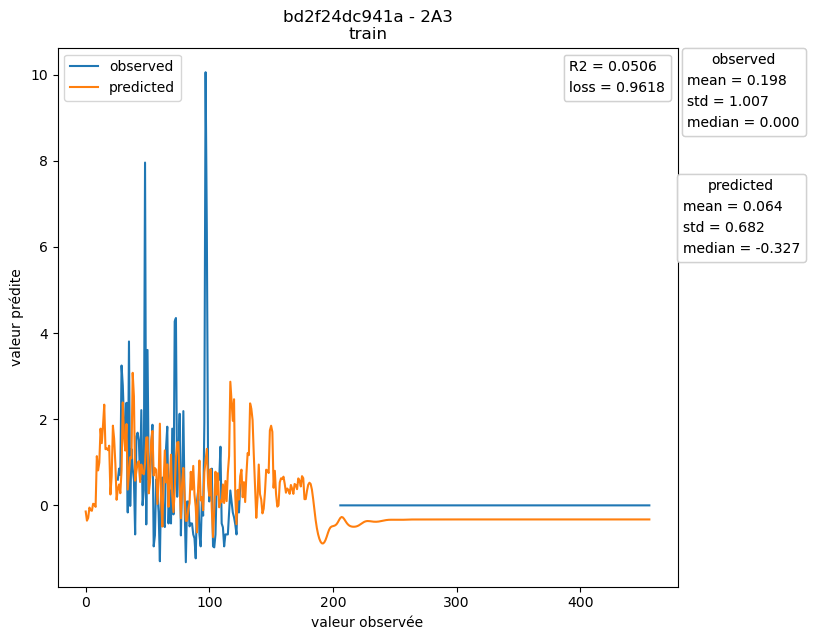 bd2f24dc941a - 2A3
train
observed
predicted
R2 = 0.0506
loss = 0.9618
observed
mean = 0.198
std = 1.007
median = 0.000
predicted
mean = 0.064
std = 0.682
median = -0.327
10
8
6
4
2
0
valeur prédite
0
100
200
300
400
valeur observée